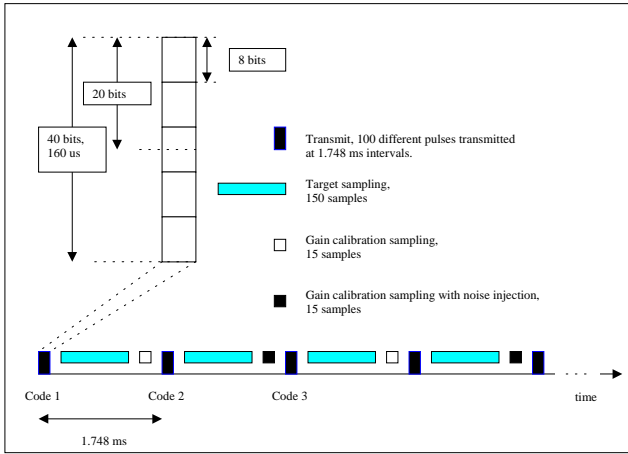 8 bits
20 bits
40 bits,
160 us
Transmit, 100 different pulses transmitted
at 1.748 ms intervals.
Target sampling,
150 samples
Gain calibration sampling,
15 samples
Gain calibration sampling with noise injection,
15 samples
Code 1
Code 2
Code 3
time
1.748 ms